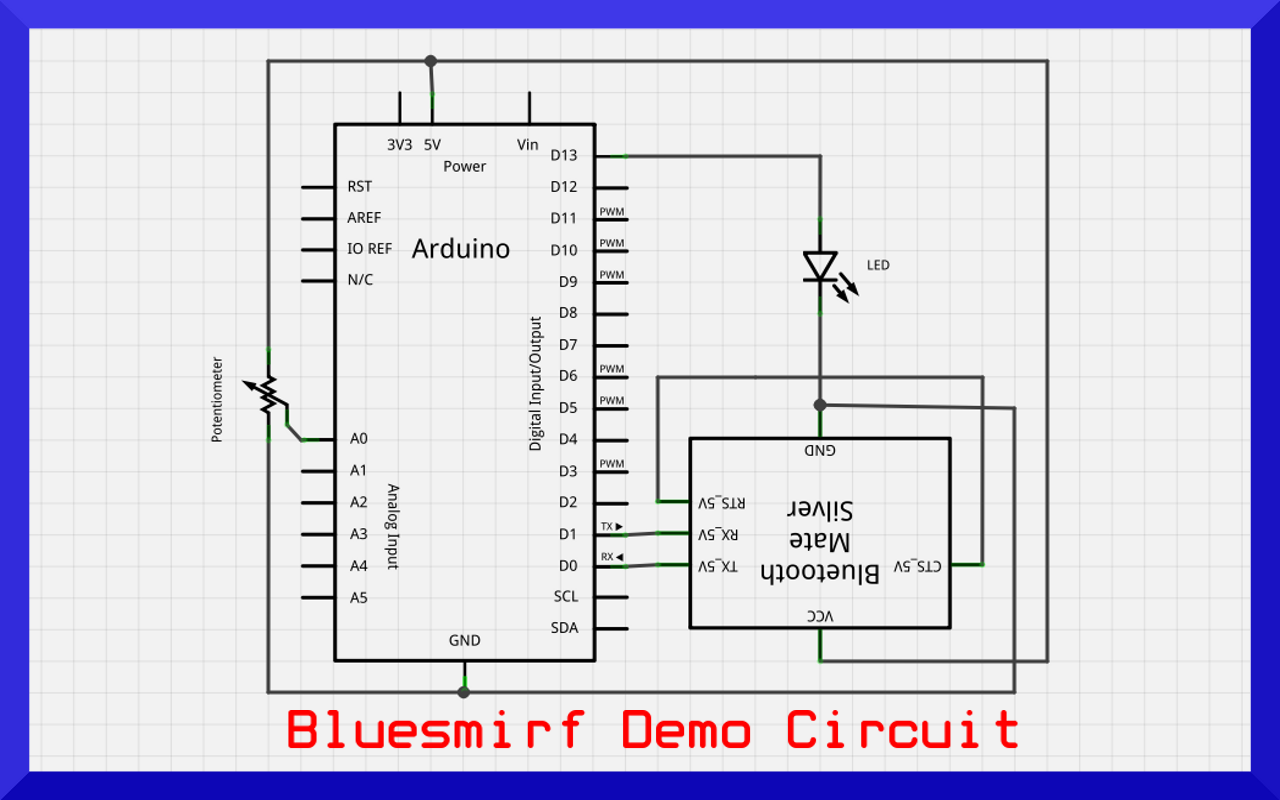 3V3 5V Vin
Power
D13
RST
D12
AREF
D11 PWM
IO REF
Arduino
D10 PWM
N/C
D9 PWM
LED
D8
D7
Digital Input/Output
D6 PWM
D5 PWM
Potentiometer
A0
D4
A1
D3 PWM
A2
D2
A3
D1 TX
A4
D0 RX
A5
Analog Input
SCL
SDA
GND
GND
RTS_5V
RX_5V
TX_5V
Bluetooth
Mate
Silver
CTS_5V
VCC
Bluesmirf Demo Circuit